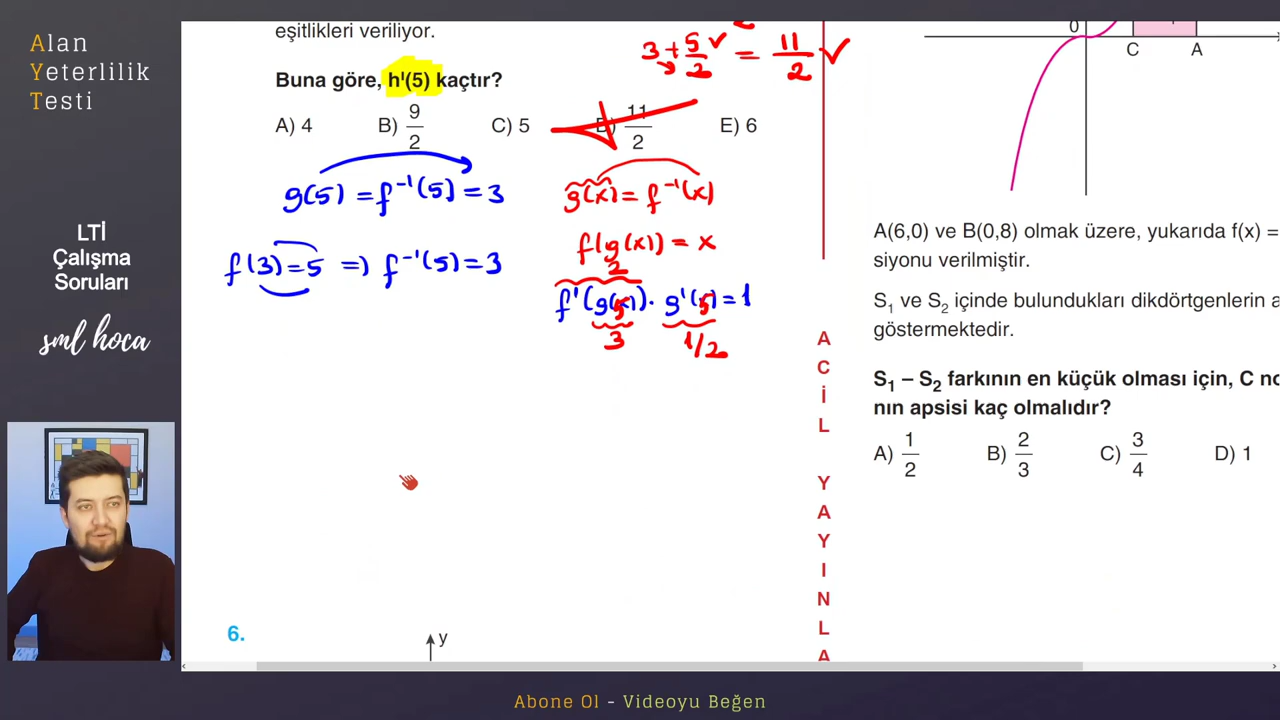 Alan
Yeterlilik
Testi
LTİ
Çalışma
Soruları
sml hoca
eşitlikleri veriliyor.
3 + 5/2 = 11/2
Buna göre, h'(5) kaçtır?
A) 4 B) 9/2 C) 5 D) 11/2 E) 6
g(5) = f⁻¹(5) = 3
f(3) = 5 ⇒ f⁻¹(5) = 3
g(x) = f⁻¹(x)
f(g(x)) = x
2
f'(g(5)) . g'(5) = 1
3 1/2
6.
y
A
C
İ
L
Y
A
Y
I
N
L
A
0
C A
A(6,0) ve B(0,8) olmak üzere, yukarıda f(x) =
siyonu verilmiştir.
S₁ ve S₂ içinde bulundukları dikdörtgenlerin a
göstermektedir.
S₁ – S₂ farkının en küçük olması için, C no
nın apsisi kaç olmalıdır?
A) 1/2 B) 2/3 C) 3/4 D) 1
Abone Ol - Videoyu Beğen